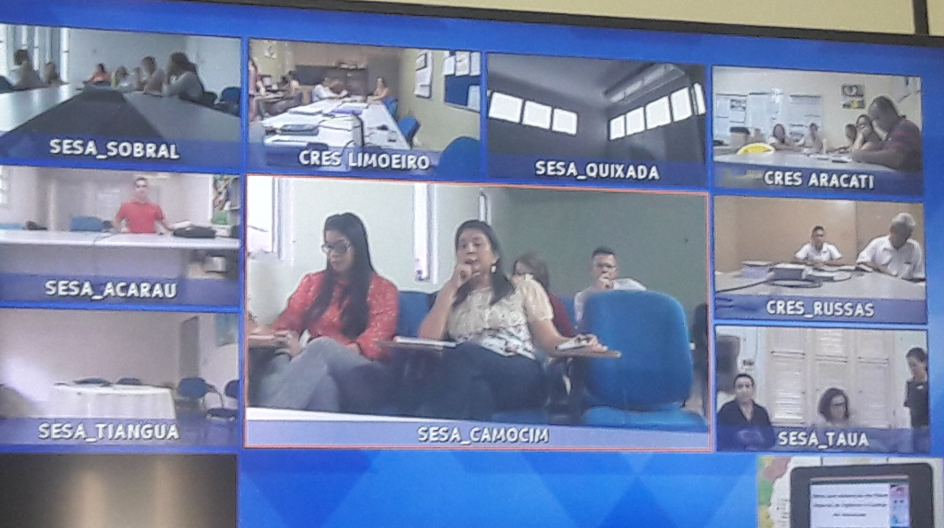 SESA_SOBRAL
CRES LIMOEIRO
SESA_QUIXADA
CRES ARACATI
SESA_ACARAU
CRES_RUSSAS
SESA_TIANGUA
SESA_CAMOCIM
SESA_TAUA